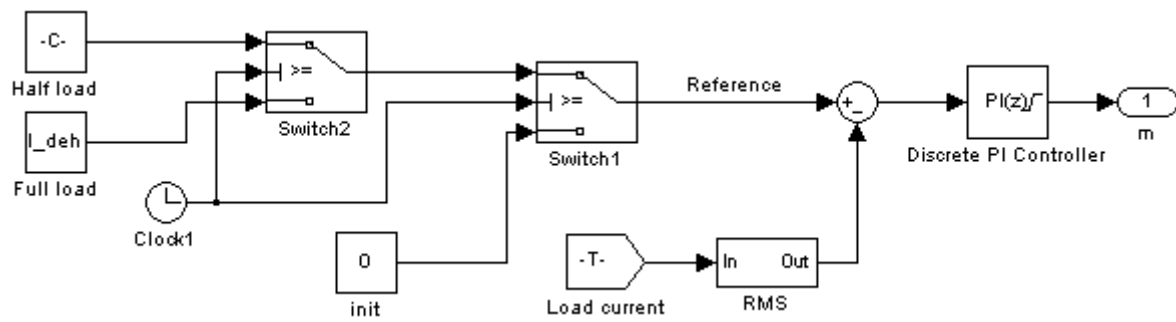 -C-
Half load
I_deh
Full load
Clock1
>=
Switch2
>=
Switch1
0
init
Reference
-T-
Load current
In Out
RMS
+
-
PI(z)
Discrete PI Controller
1
m